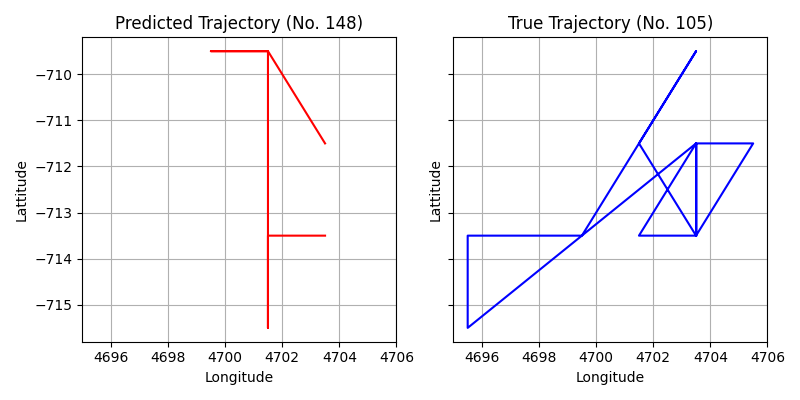 Predicted Trajectory (No. 148)
True Trajectory (No. 105)
−710
−711
−712
−713
−714
−715
Lattitude
Lattitude
4696 4698 4700 4702 4704 4706
4696 4698 4700 4702 4704 4706
Longitude
Longitude